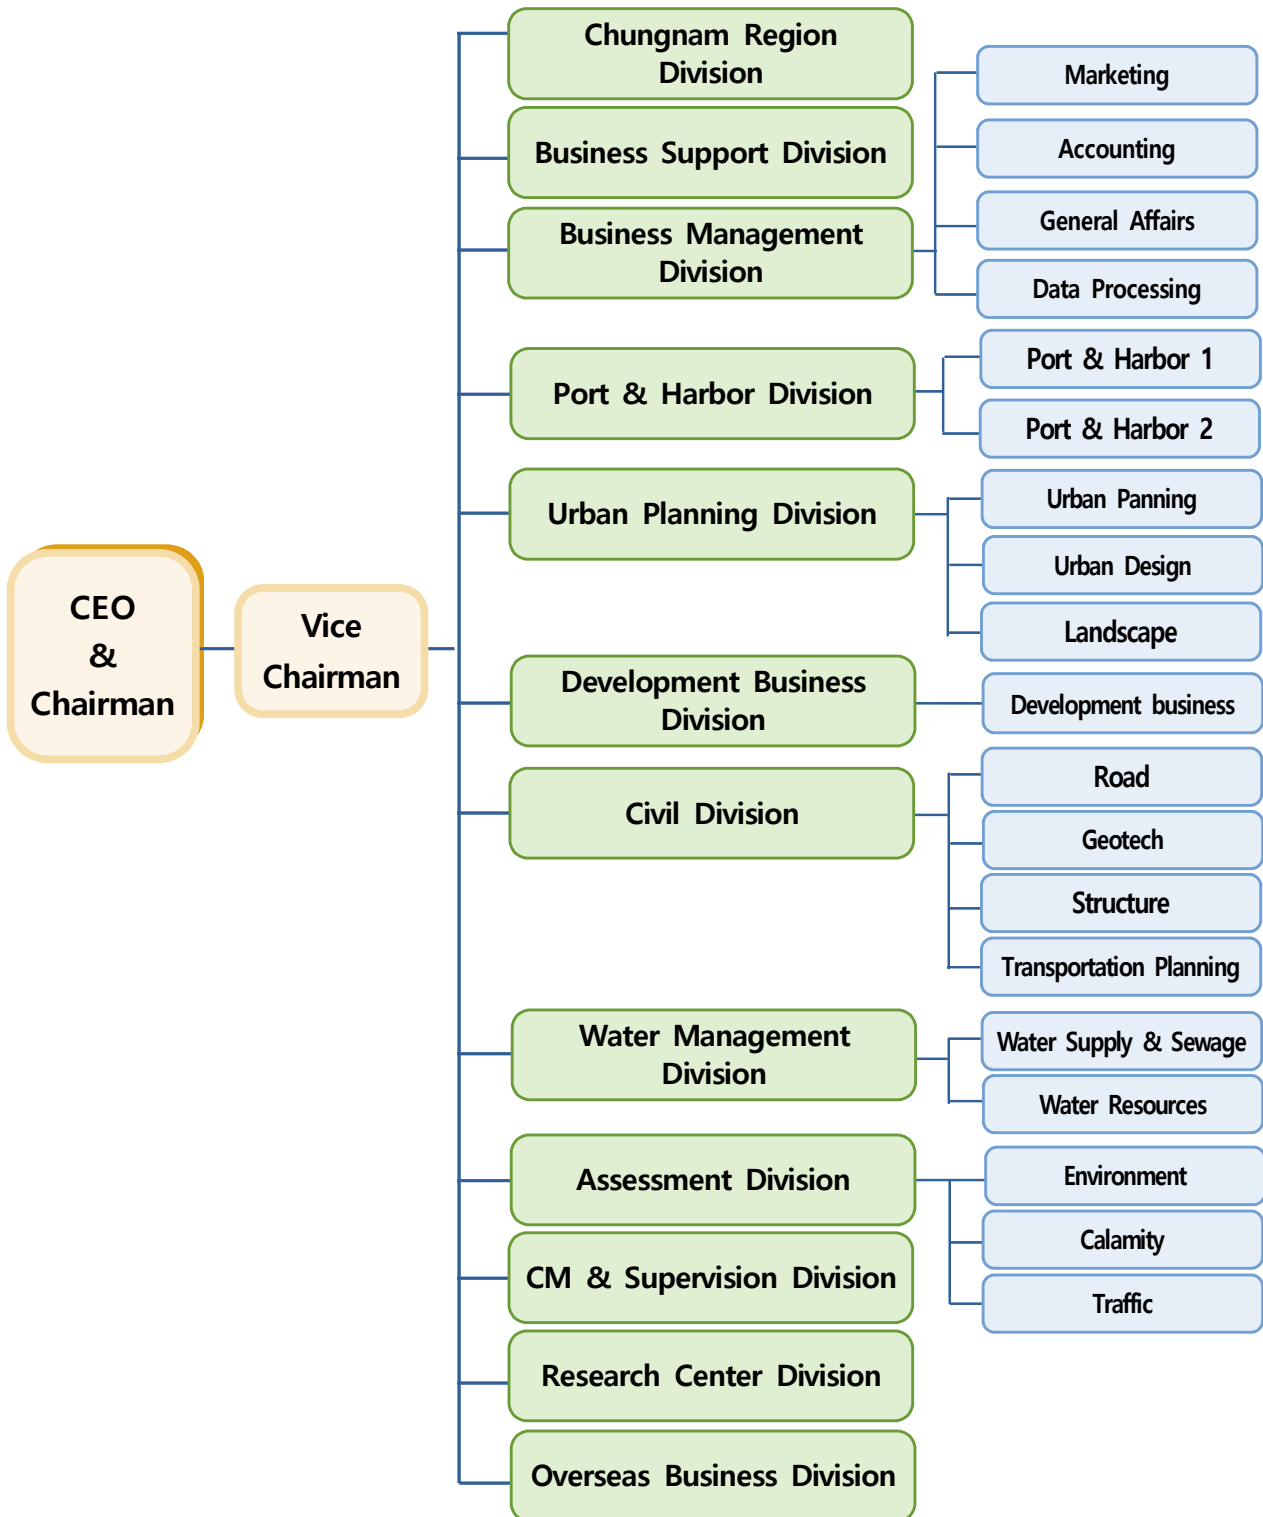 CEO
&
Chairman
Vice
Chairman
Chungnam Region
Division
Business Support Division
Business Management
Division
Marketing
Accounting
General Affairs
Data Processing
Port & Harbor Division
Port & Harbor 1
Port & Harbor 2
Urban Planning Division
Urban Panning
Urban Design
Landscape
Development Business
Division
Development business
Civil Division
Road
Geotech
Structure
Transportation Planning
Water Management
Division
Water Supply & Sewage
Water Resources
Assessment Division
Environment
Calamity
Traffic
CM & Supervision Division
Research Center Division
Overseas Business Division